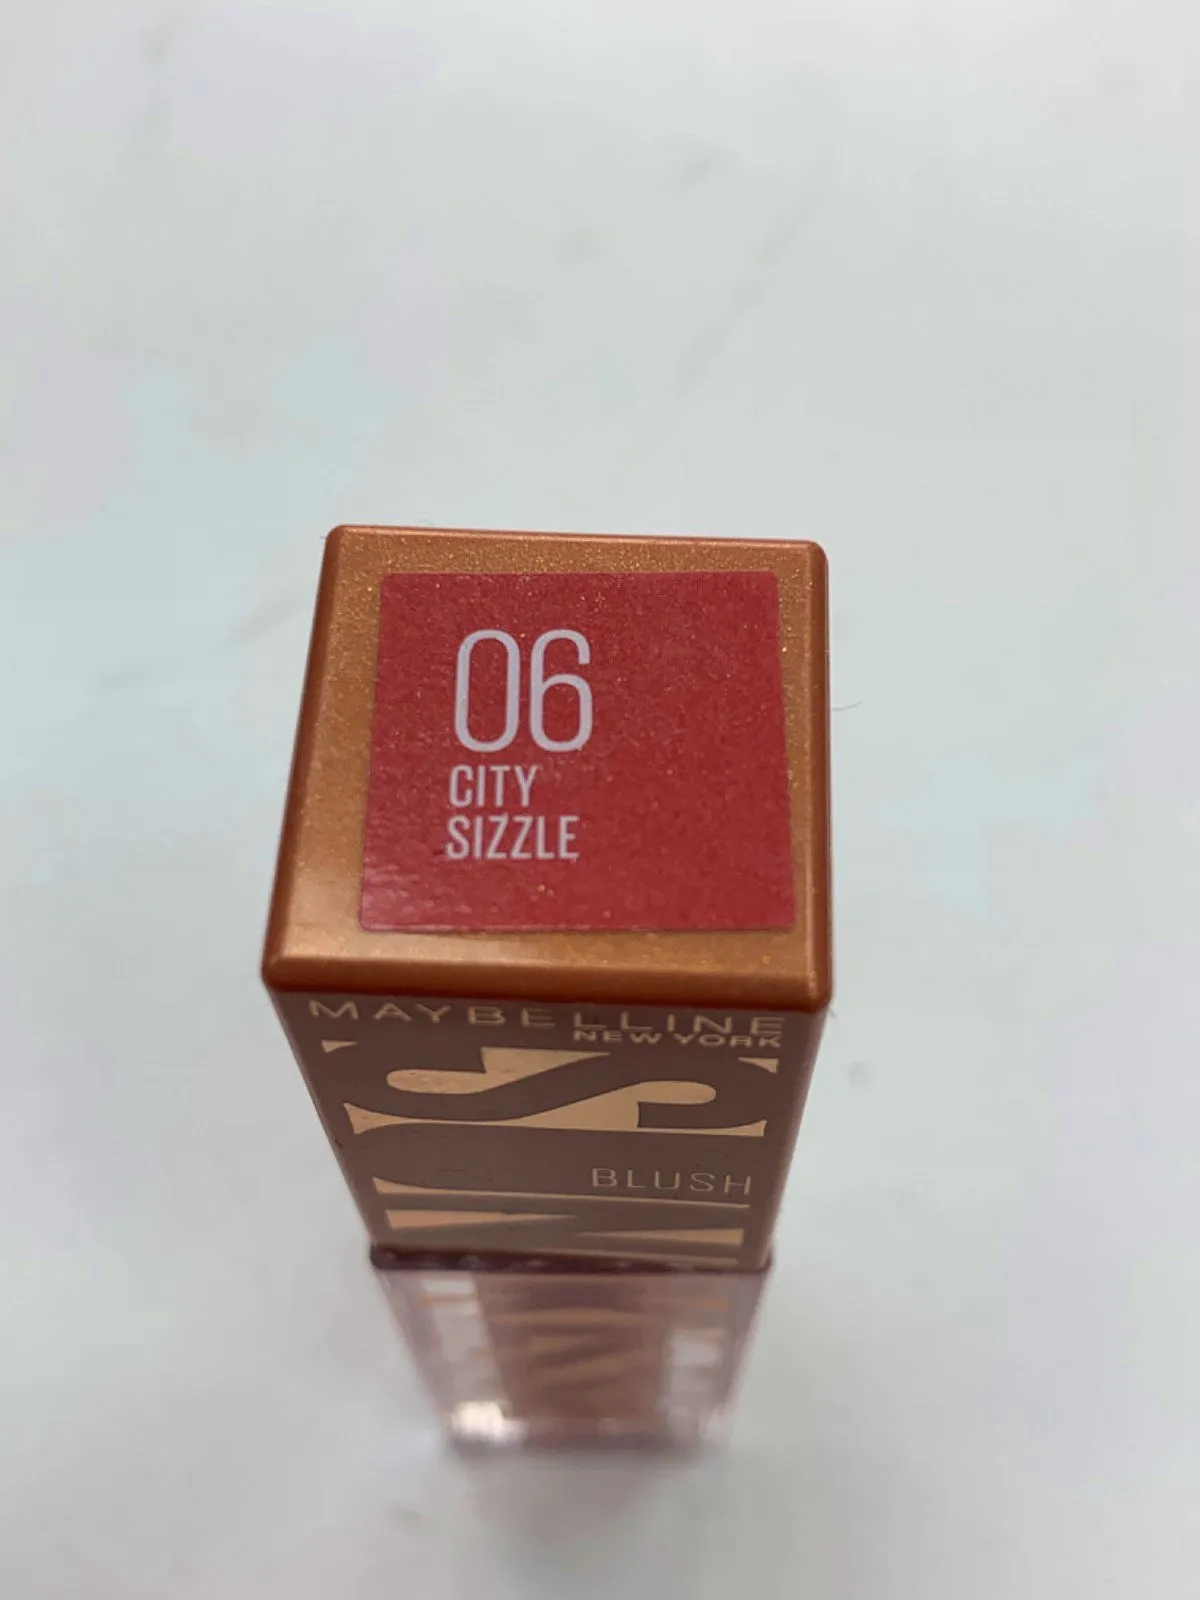 06
CITY
SIZZLE
MAYBELLINE
NEW YORK
BLUSH